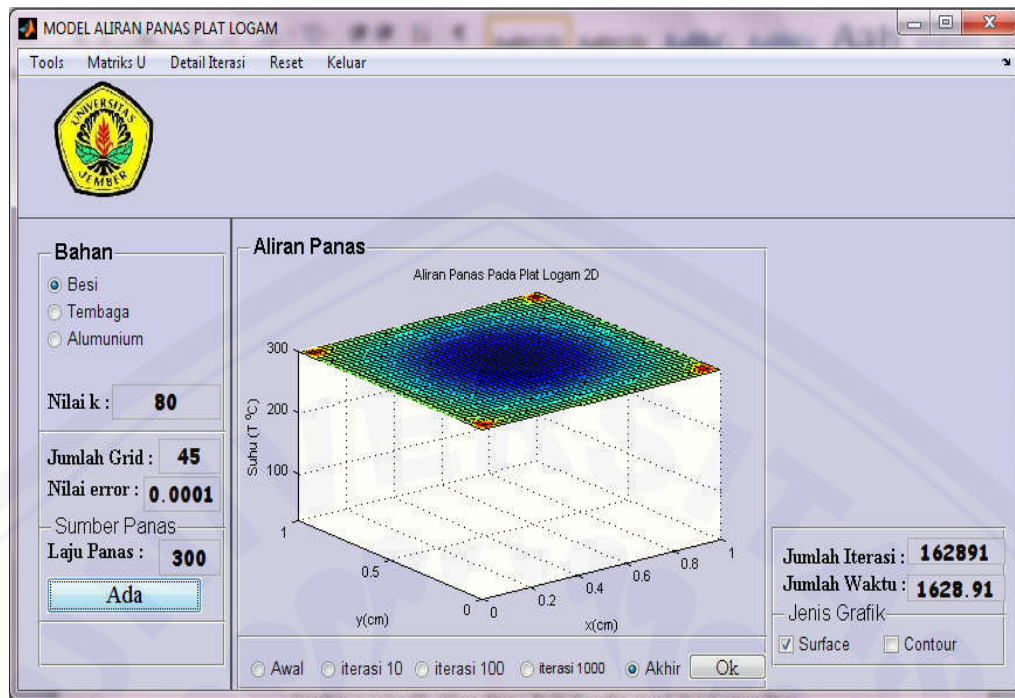 MODEL ALIRAN PANAS PLAT LOGAM
Tools Matriks U Detail Iterasi Reset Keluar
UNIVERSITAS
JEMBER
Bahan
Besi
Tembaga
Alumunium
Nilai k : 80
Jumlah Grid : 45
Nilai error : 0.0001
Sumber Panas
Laju Panas : 300
Ada
Aliran Panas
Aliran Panas Pada Plat Logam 2D
300
200
100
Suhu (T °C)
1
0.5
0
y(cm)
0
0.2
0.4
0.6
0.8
1
x(cm)
Awal iterasi 10 iterasi 100 iterasi 1000 Akhir Ok
Jumlah Iterasi : 162891
Jumlah Waktu : 1628.91
Jenis Grafik
Surface Contour